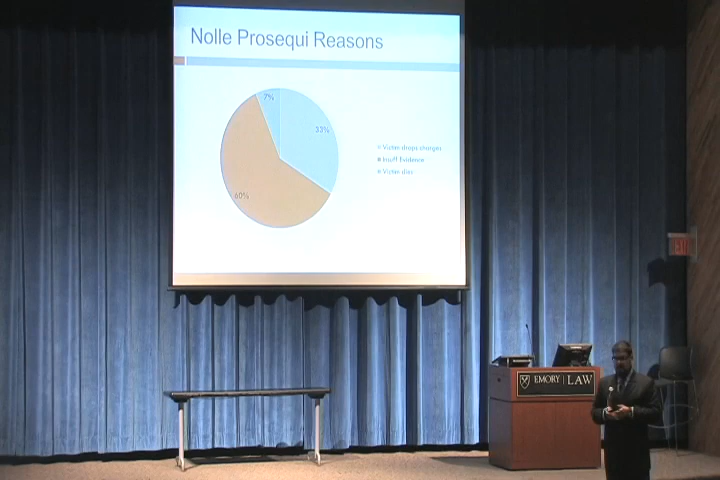 Nolle Prosequi Reasons
7%
33%
60%
Victim drops charges
Insuff Evidence
Victim dies
EXIT
EMORY | LAW